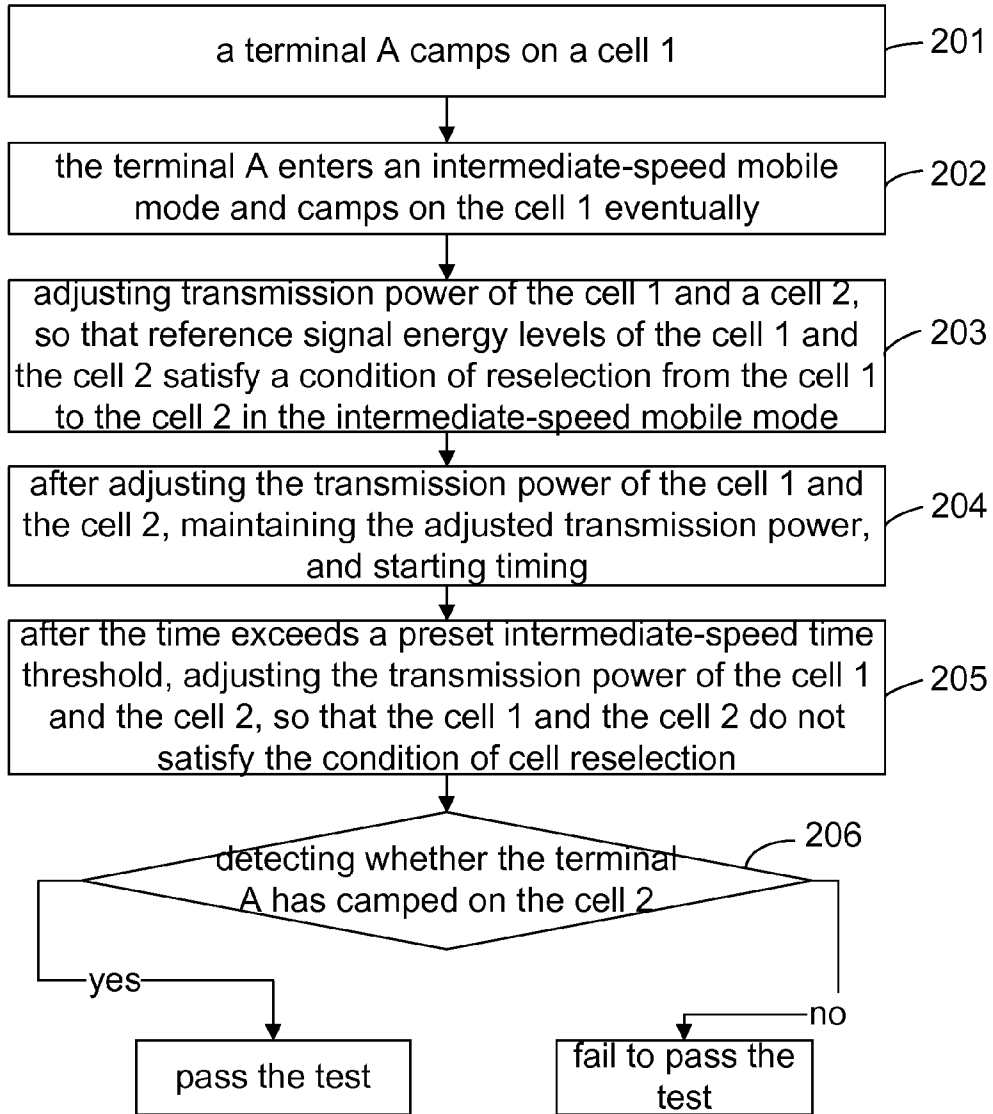 a terminal A camps on a cell 1
201
the terminal A enters an intermediate-speed mobile
mode and camps on the cell 1 eventually
202
adjusting transmission power of the cell 1 and a cell 2,
so that reference signal energy levels of the cell 1 and
the cell 2 satisfy a condition of reselection from the cell 1
to the cell 2 in the intermediate-speed mobile mode
203
after adjusting the transmission power of the cell 1 and
the cell 2, maintaining the adjusted transmission power,
and starting timing
204
after the time exceeds a preset intermediate-speed time
threshold, adjusting the transmission power of the cell 1
and the cell 2, so that the cell 1 and the cell 2 do not
satisfy the condition of cell reselection
205
detecting whether the terminal
A has camped on the cell 2
206
yes
no
pass the test
fail to pass the
test